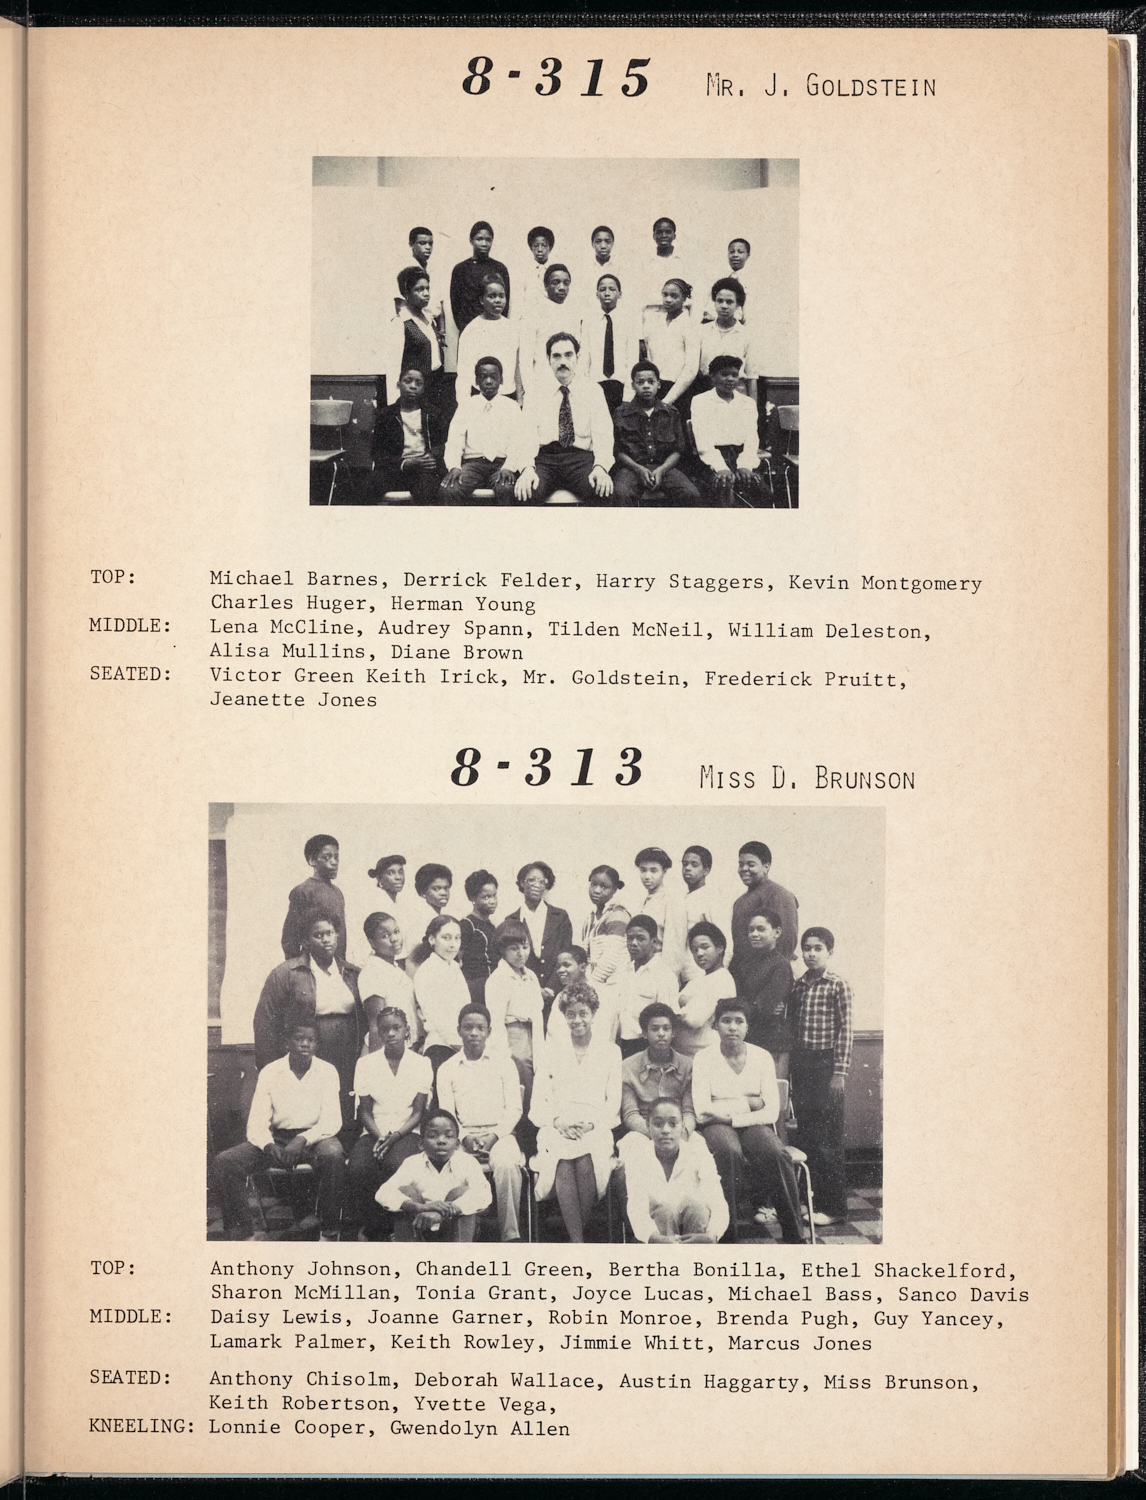 8-315 MR. J. GOLDSTEIN
TOP: Michael Barnes, Derrick Felder, Harry Staggers, Kevin Montgomery
Charles Huger, Herman Young
MIDDLE: Lena McCline, Audrey Spann, Tilden McNeil, William Deleston,
Alisa Mullins, Diane Brown
SEATED: Victor Green Keith Irick, Mr. Goldstein, Frederick Pruitt,
Jeanette Jones
8-313 MISS D. BRUNSON
TOP: Anthony Johnson, Chandell Green, Bertha Bonilla, Ethel Shackelford,
Sharon McMillan, Tonia Grant, Joyce Lucas, Michael Bass, Sanco Davis
MIDDLE: Daisy Lewis, Joanne Garner, Robin Monroe, Brenda Pugh, Guy Yancey,
Lamark Palmer, Keith Rowley, Jimmie Whitt, Marcus Jones
SEATED: Anthony Chisolm, Deborah Wallace, Austin Haggarty, Miss Brunson,
Keith Robertson, Yvette Vega,
KNEELING: Lonnie Cooper, Gwendolyn Allen